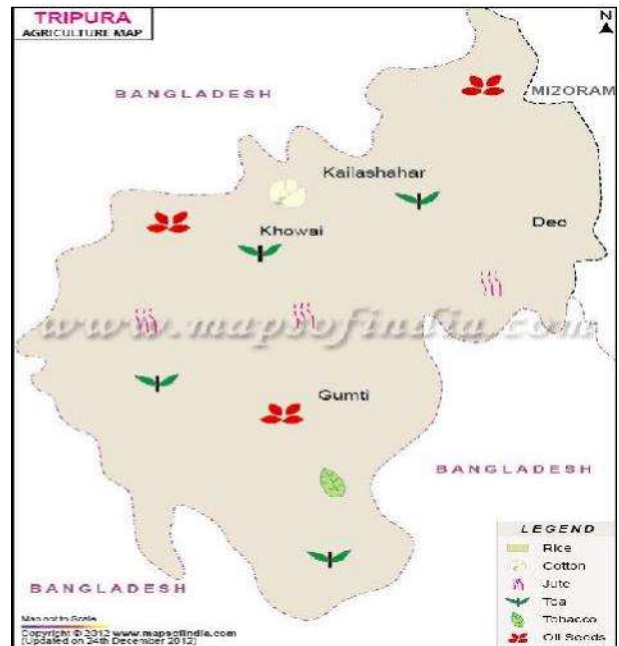 TRIPURA
AGRICULTURE MAP
N
BANGLADESH
MIZORAM
Kailashahar
Khowai
Deo
www.mapsofindia.com
Gumti
BANGLADESH
BANGLADESH
LEGEND
Rice
Cotton
Jute
Tea
Tobacco
Oil Seeds
Map not to Scale
Copyright © 2012 www.mapsofindia.com
(Updated on 24th December 2012)